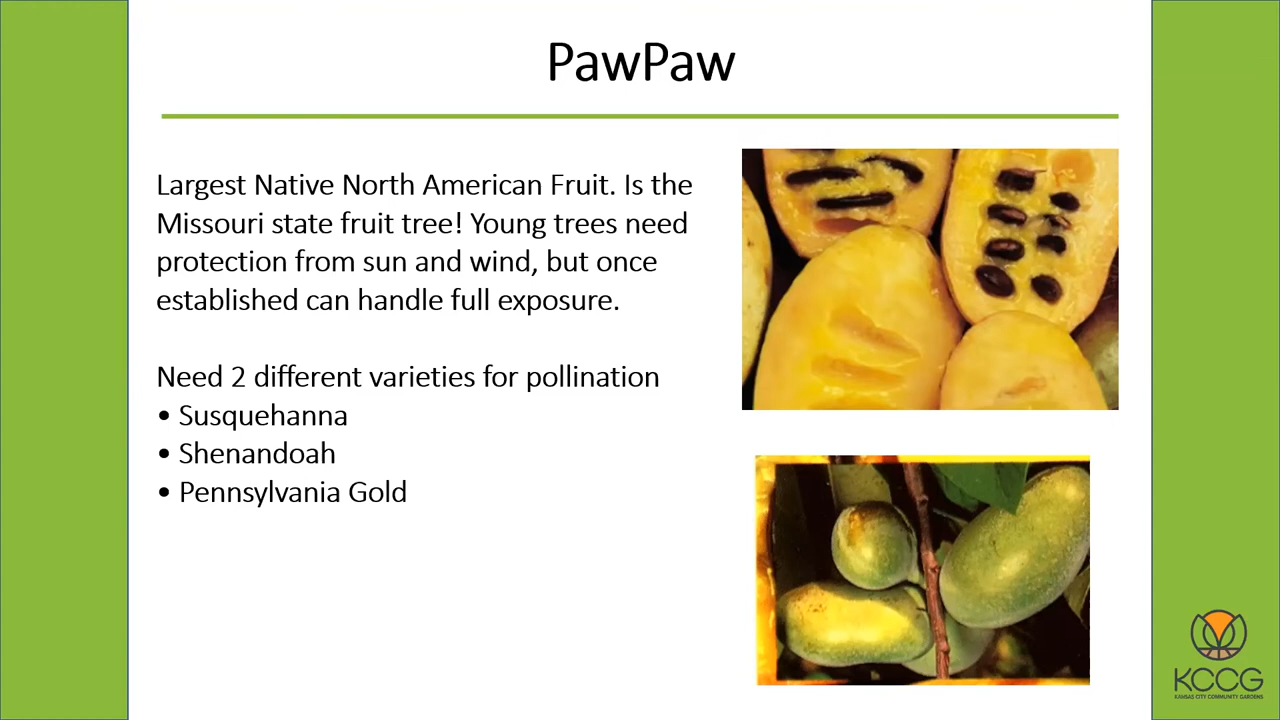 PawPaw
Largest Native North American Fruit. Is the
Missouri state fruit tree! Young trees need
protection from sun and wind, but once
established can handle full exposure.
Need 2 different varieties for pollination
• Susquehanna
• Shenandoah
• Pennsylvania Gold
KCCG
KANSAS CITY COMMUNITY GARDENS